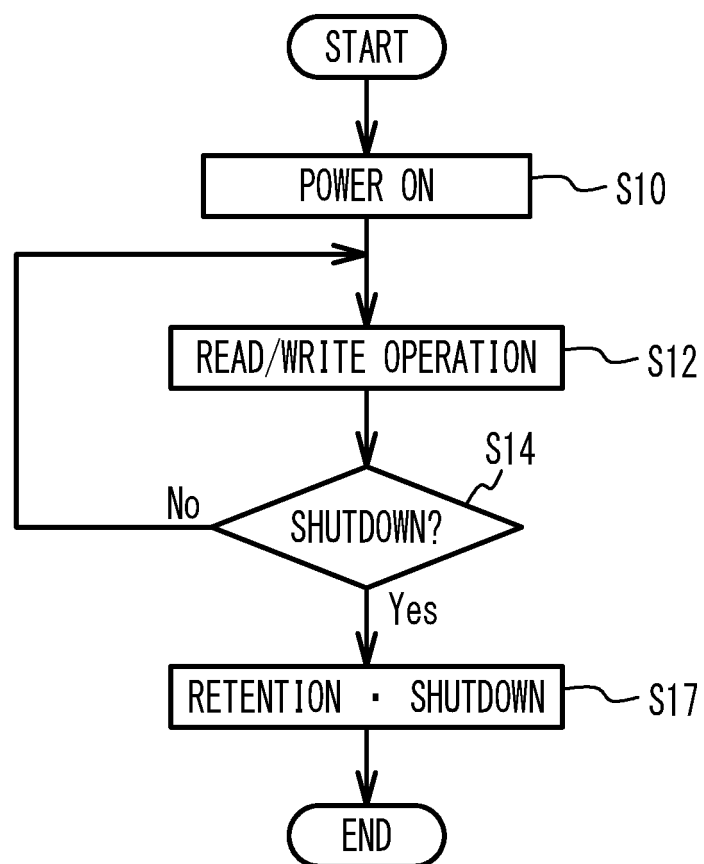 START
POWER ON
S10
READ/WRITE OPERATION
S12
S14
No
SHUTDOWN?
Yes
RETENTION · SHUTDOWN
S17
END